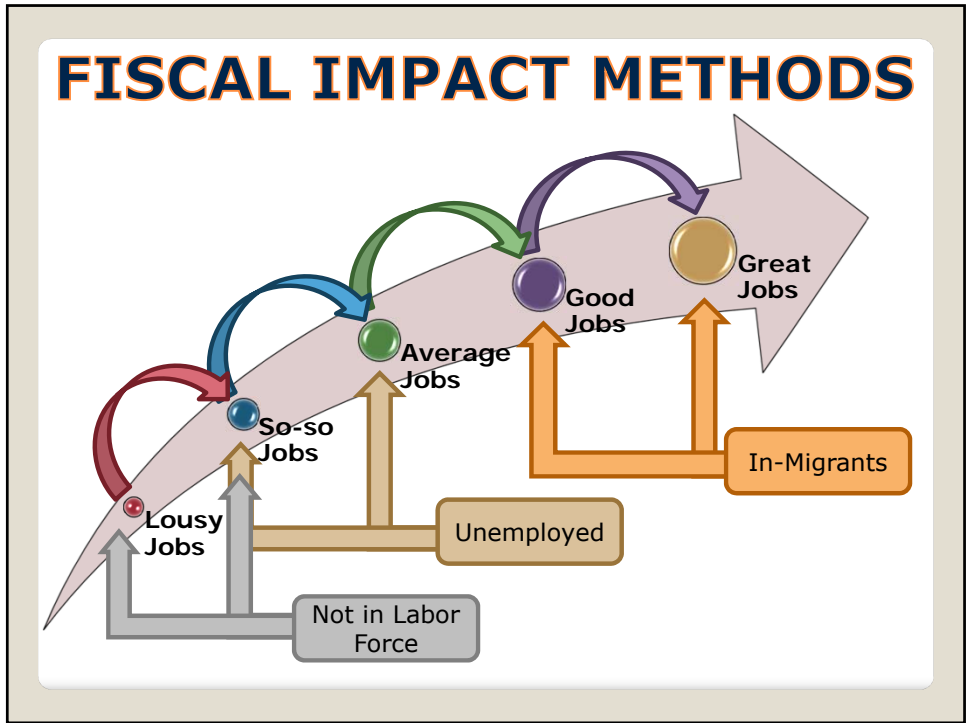 FISCAL IMPACT METHODS
Great
Jobs
Good
Jobs
Average
Jobs
So-so
Jobs
Lousy
Jobs
In-Migrants
Unemployed
Not in Labor
Force